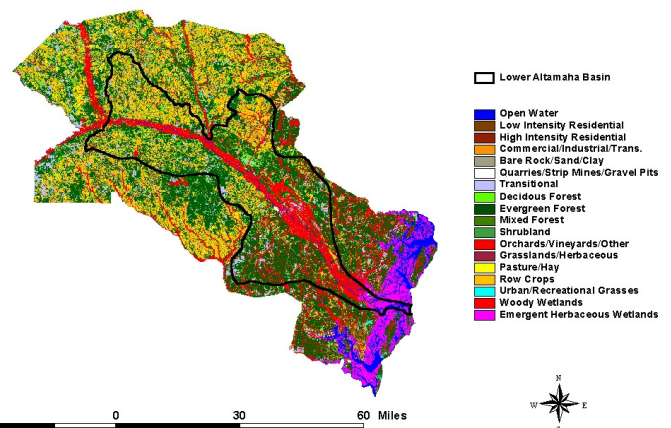 Lower Altamaha Basin
Open Water
Low Intensity Residential
High Intensity Residential
Commercial/Industrial/Trans.
Bare Rock/Sand/Clay
Quarries/Strip Mines/Gravel Pits
Transitional
Decidous Forest
Evergreen Forest
Mixed Forest
Shrubland
Orchards/Vineyards/Other
Grasslands/Herbaceous
Pasture/Hay
Row Crops
Urban/Recreational Grasses
Woody Wetlands
Emergent Herbaceous Wetlands
0 30 60 Miles
N
W E